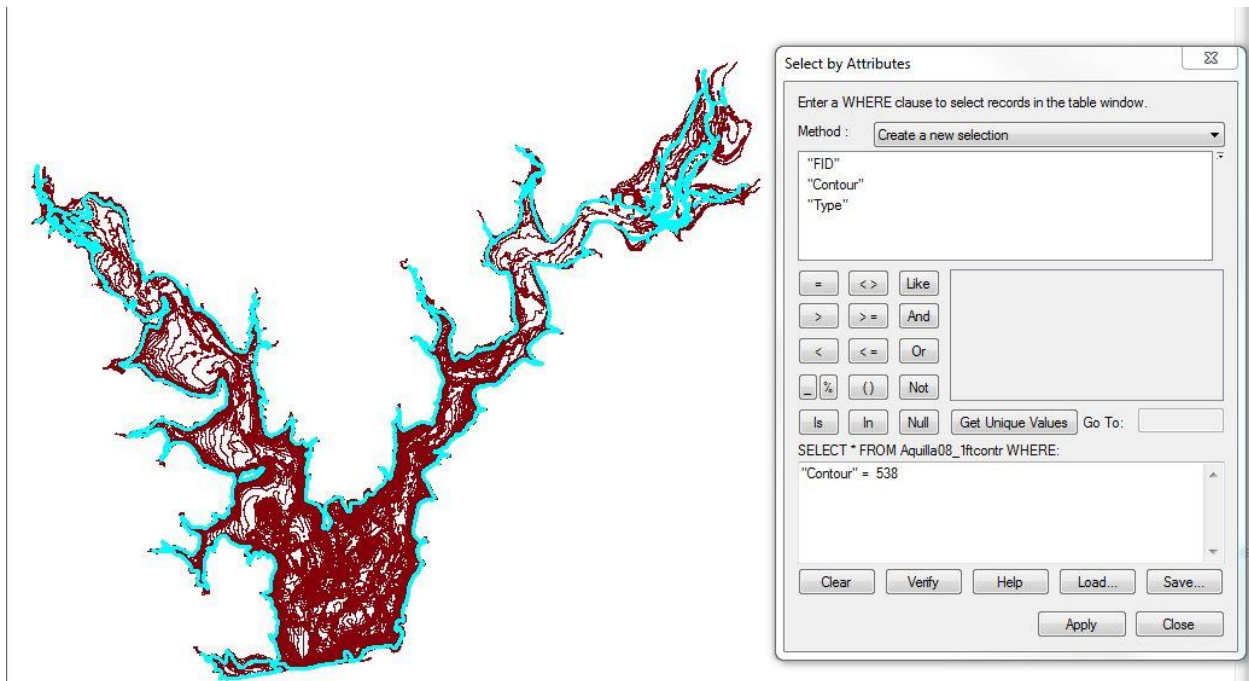 Select by Attributes
Enter a WHERE clause to select records in the table window.
Method : Create a new selection
"FID"
"Contour"
"Type"
= < > Like
> > = And
< < = Or
_ % ( ) Not
Is In Null Get Unique Values Go To:
SELECT * FROM Aquilla08_1ftcontr WHERE:
"Contour" = 538
Clear Verify Help Load... Save...
Apply Close